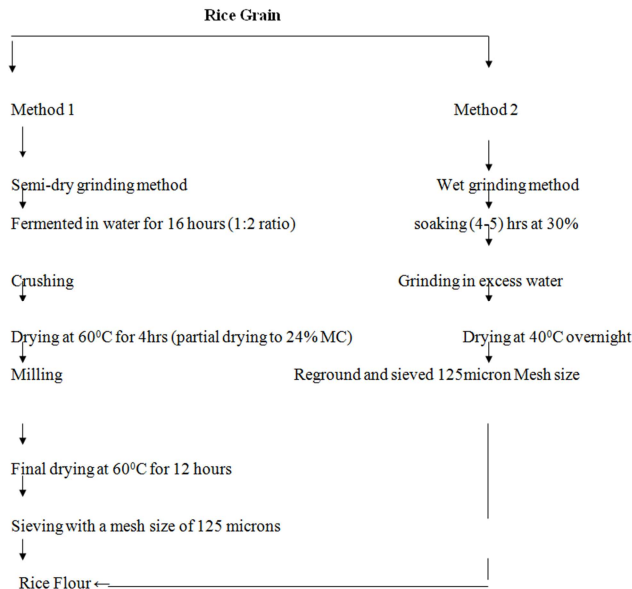 Rice Grain
Method 1
Method 2
Semi-dry grinding method
Wet grinding method
Fermented in water for 16 hours (1:2 ratio)
soaking (4-5) hrs at 30%
Crushing
Grinding in excess water
Drying at 60⁰C for 4hrs (partial drying to 24% MC)
Drying at 40⁰C overnight
Milling
Reground and sieved 125micron Mesh size
Final drying at 60⁰C for 12 hours
Sieving with a mesh size of 125 microns
Rice Flour